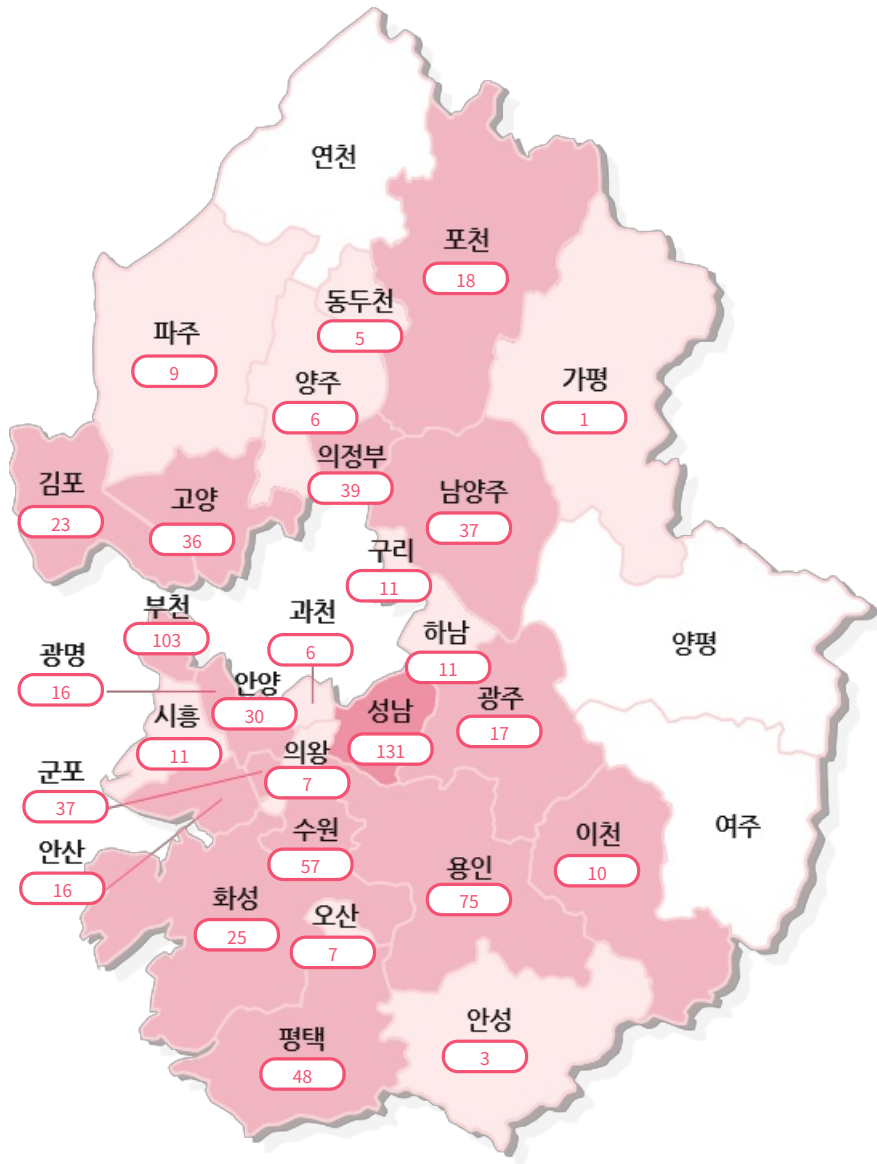 연천
포천
18
동두천
5
파주
9
양주
6
가평
1
의정부
39
김포
23
고양
36
남양주
37
구리
11
부천
103
과천
6
하남
11
양평
광명
16
안양
30
시흥
11
성남
131
광주
17
의왕
7
군포
37
수원
57
이천
10
여주
안산
16
화성
25
오산
7
용인
75
안성
3
평택
48